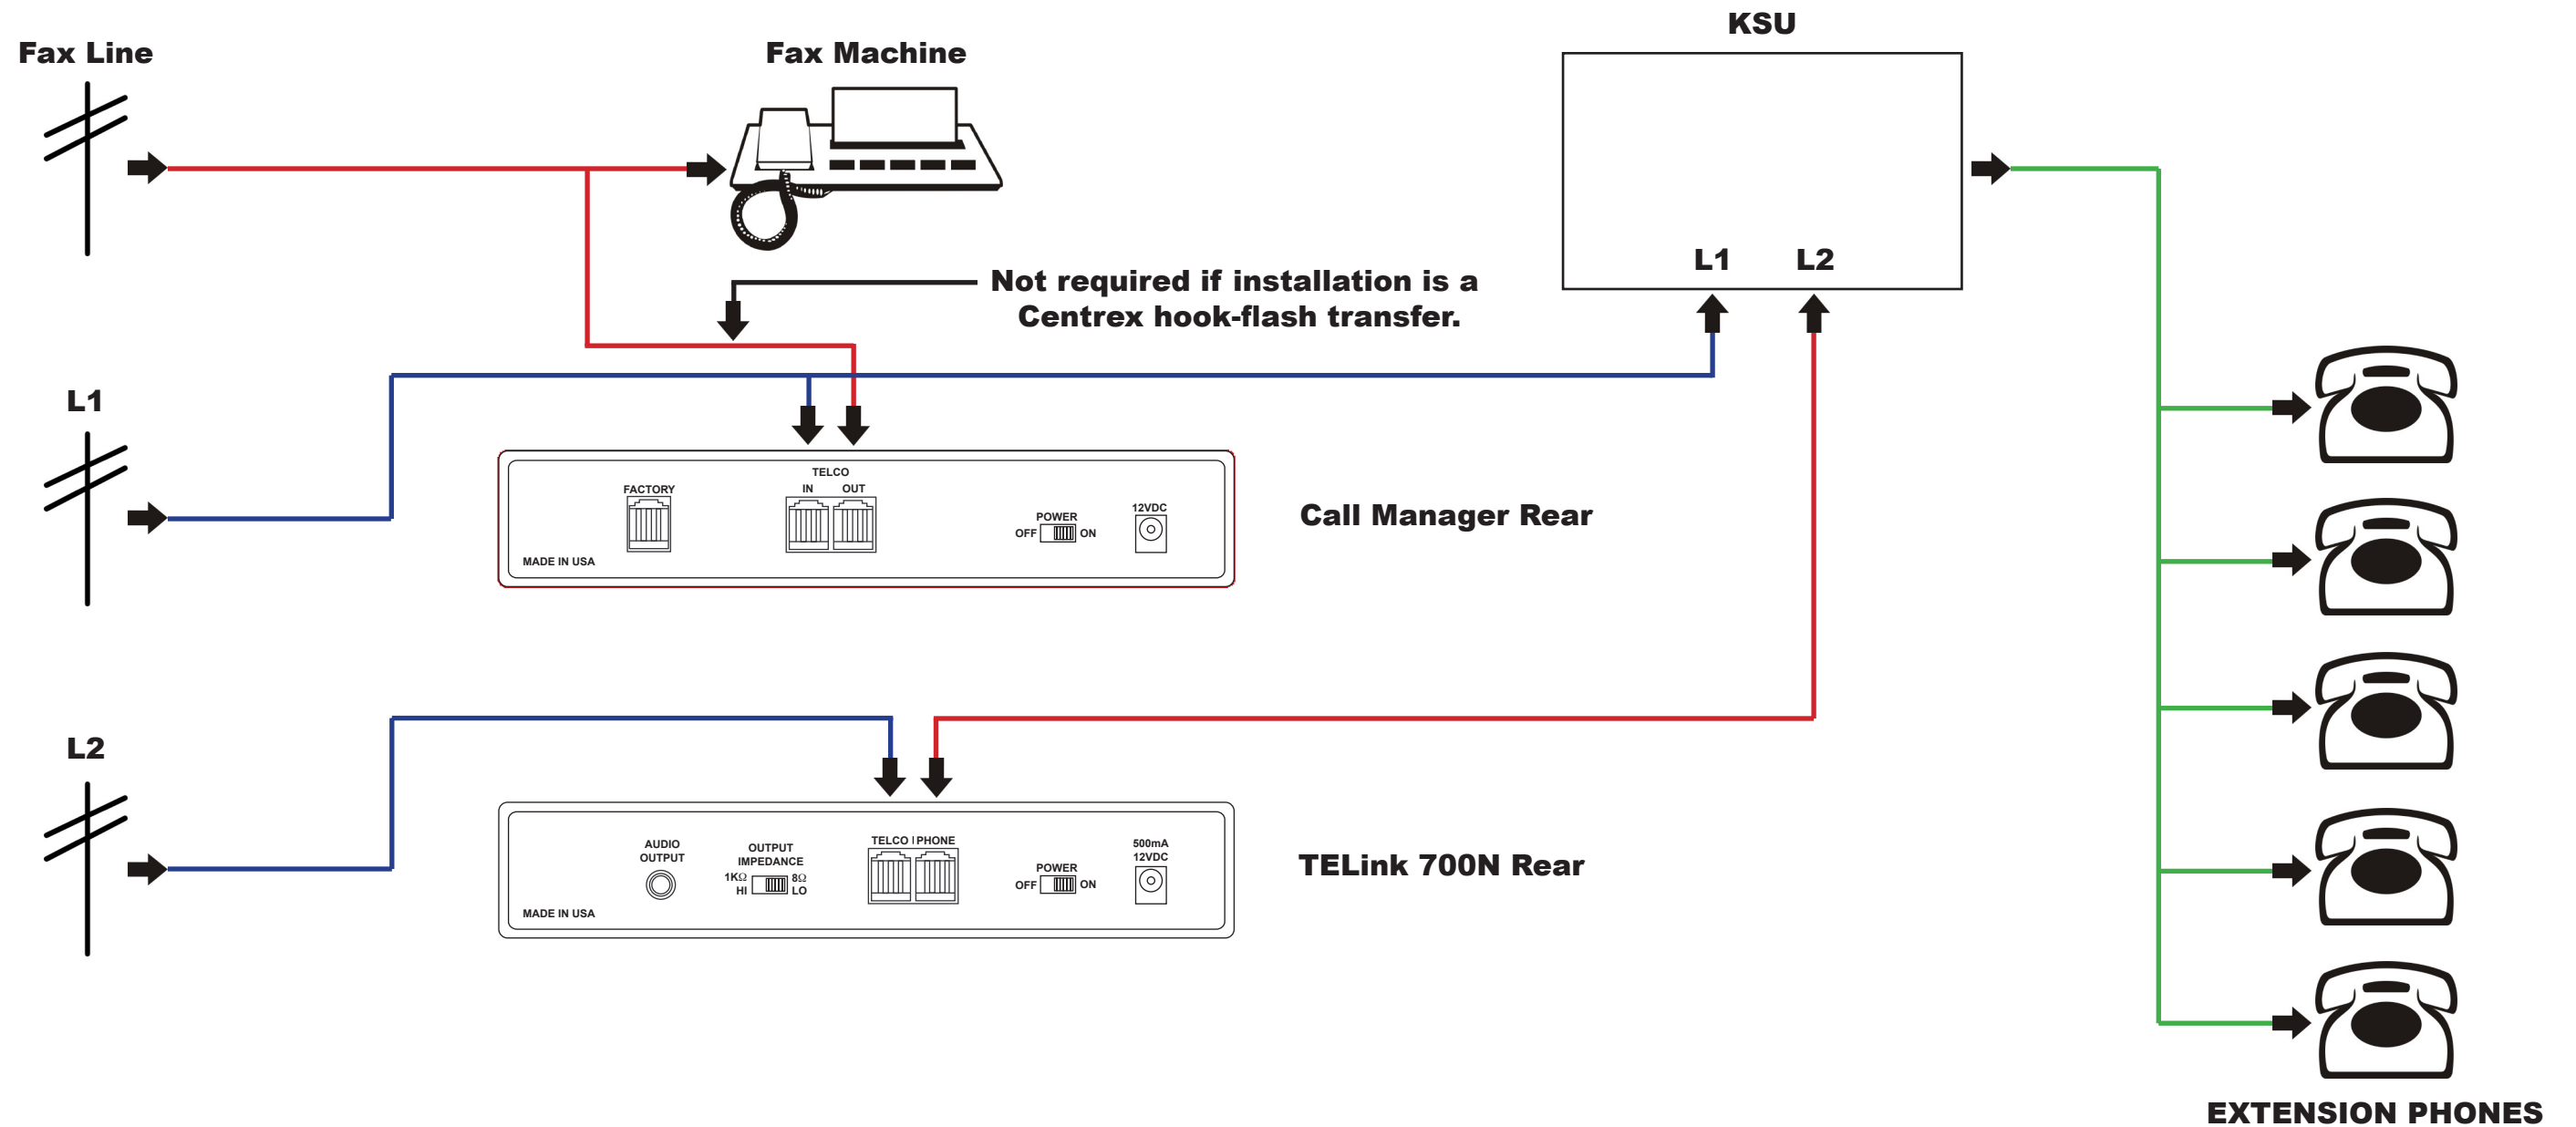 KSU
Fax Line
Fax Machine
L1 L2
Not required if installation is a
Centrex hook-flash transfer.
L1
TELCO
FACTORY
IN OUT
12VDC
POWER
OFF ON
MADE IN USA
Call Manager Rear
L2
AUDIO
OUTPUT
OUTPUT
IMPEDANCE
1KΩ 8Ω
HI LO
TELCO | PHONE
POWER
OFF ON
500mA
12VDC
MADE IN USA
TELink 700N Rear
EXTENSION PHONES